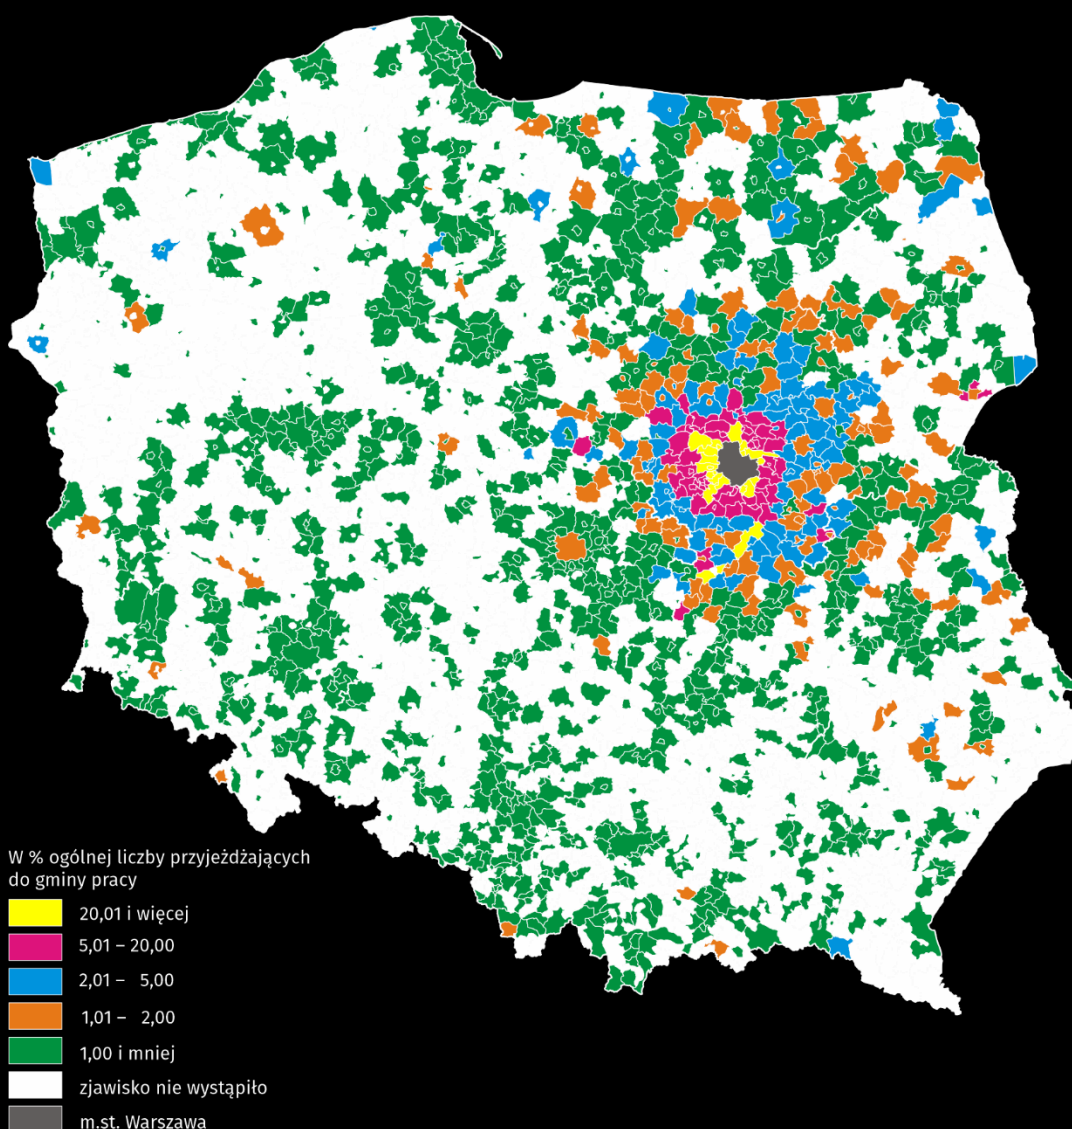 W % ogólnej liczby przyjeżdżających
do gminy pracy
20,01 i więcej
5,01 – 20,00
2,01 – 5,00
1,01 – 2,00
1,00 i mniej
zjawisko nie wystąpiło
m.st. Warszawa